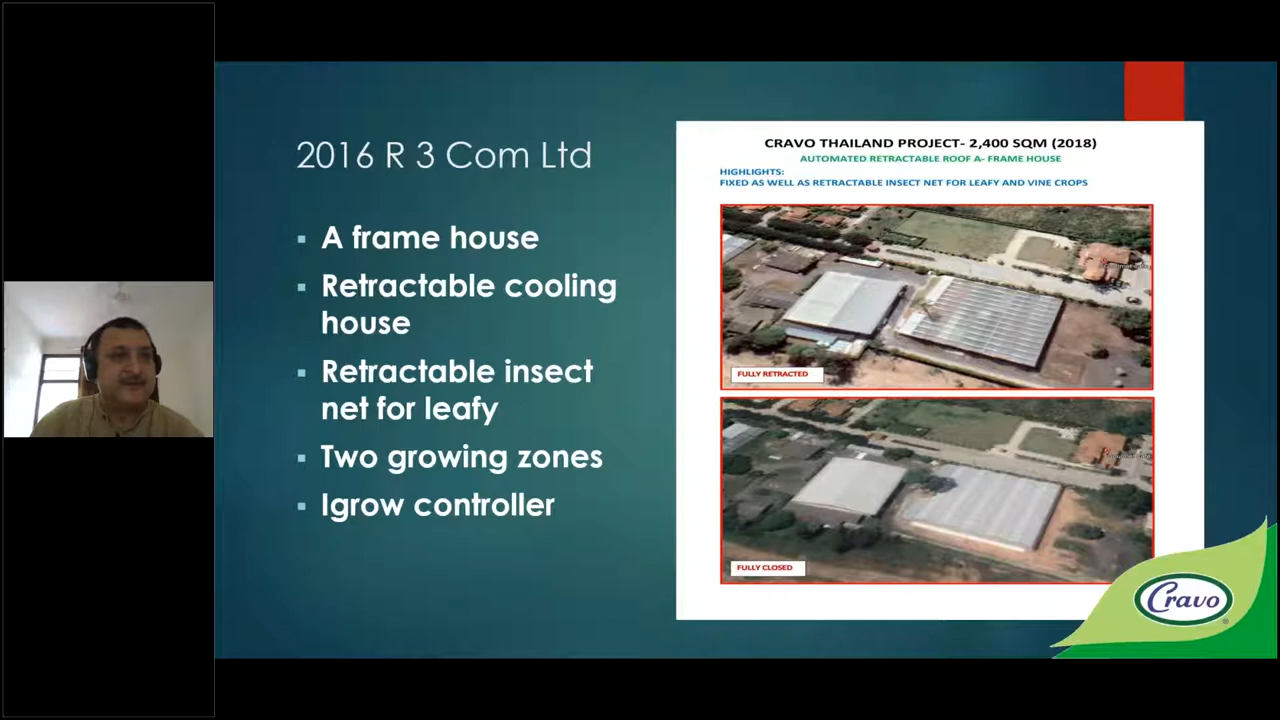 2016 R 3 Com Ltd
A frame house
Retractable cooling
house
Retractable insect
net for leafy
Two growing zones
Igrow controller
CRAVO THAILAND PROJECT- 2,400 SQM (2018)
AUTOMATED RETRACTABLE ROOF A- FRAME HOUSE
HIGHLIGHTS:
FIXED AS WELL AS RETRACTABLE INSECT NET FOR LEAFY AND VINE CROPS
FULLY RETRACTED
FULLY CLOSED
Cravo